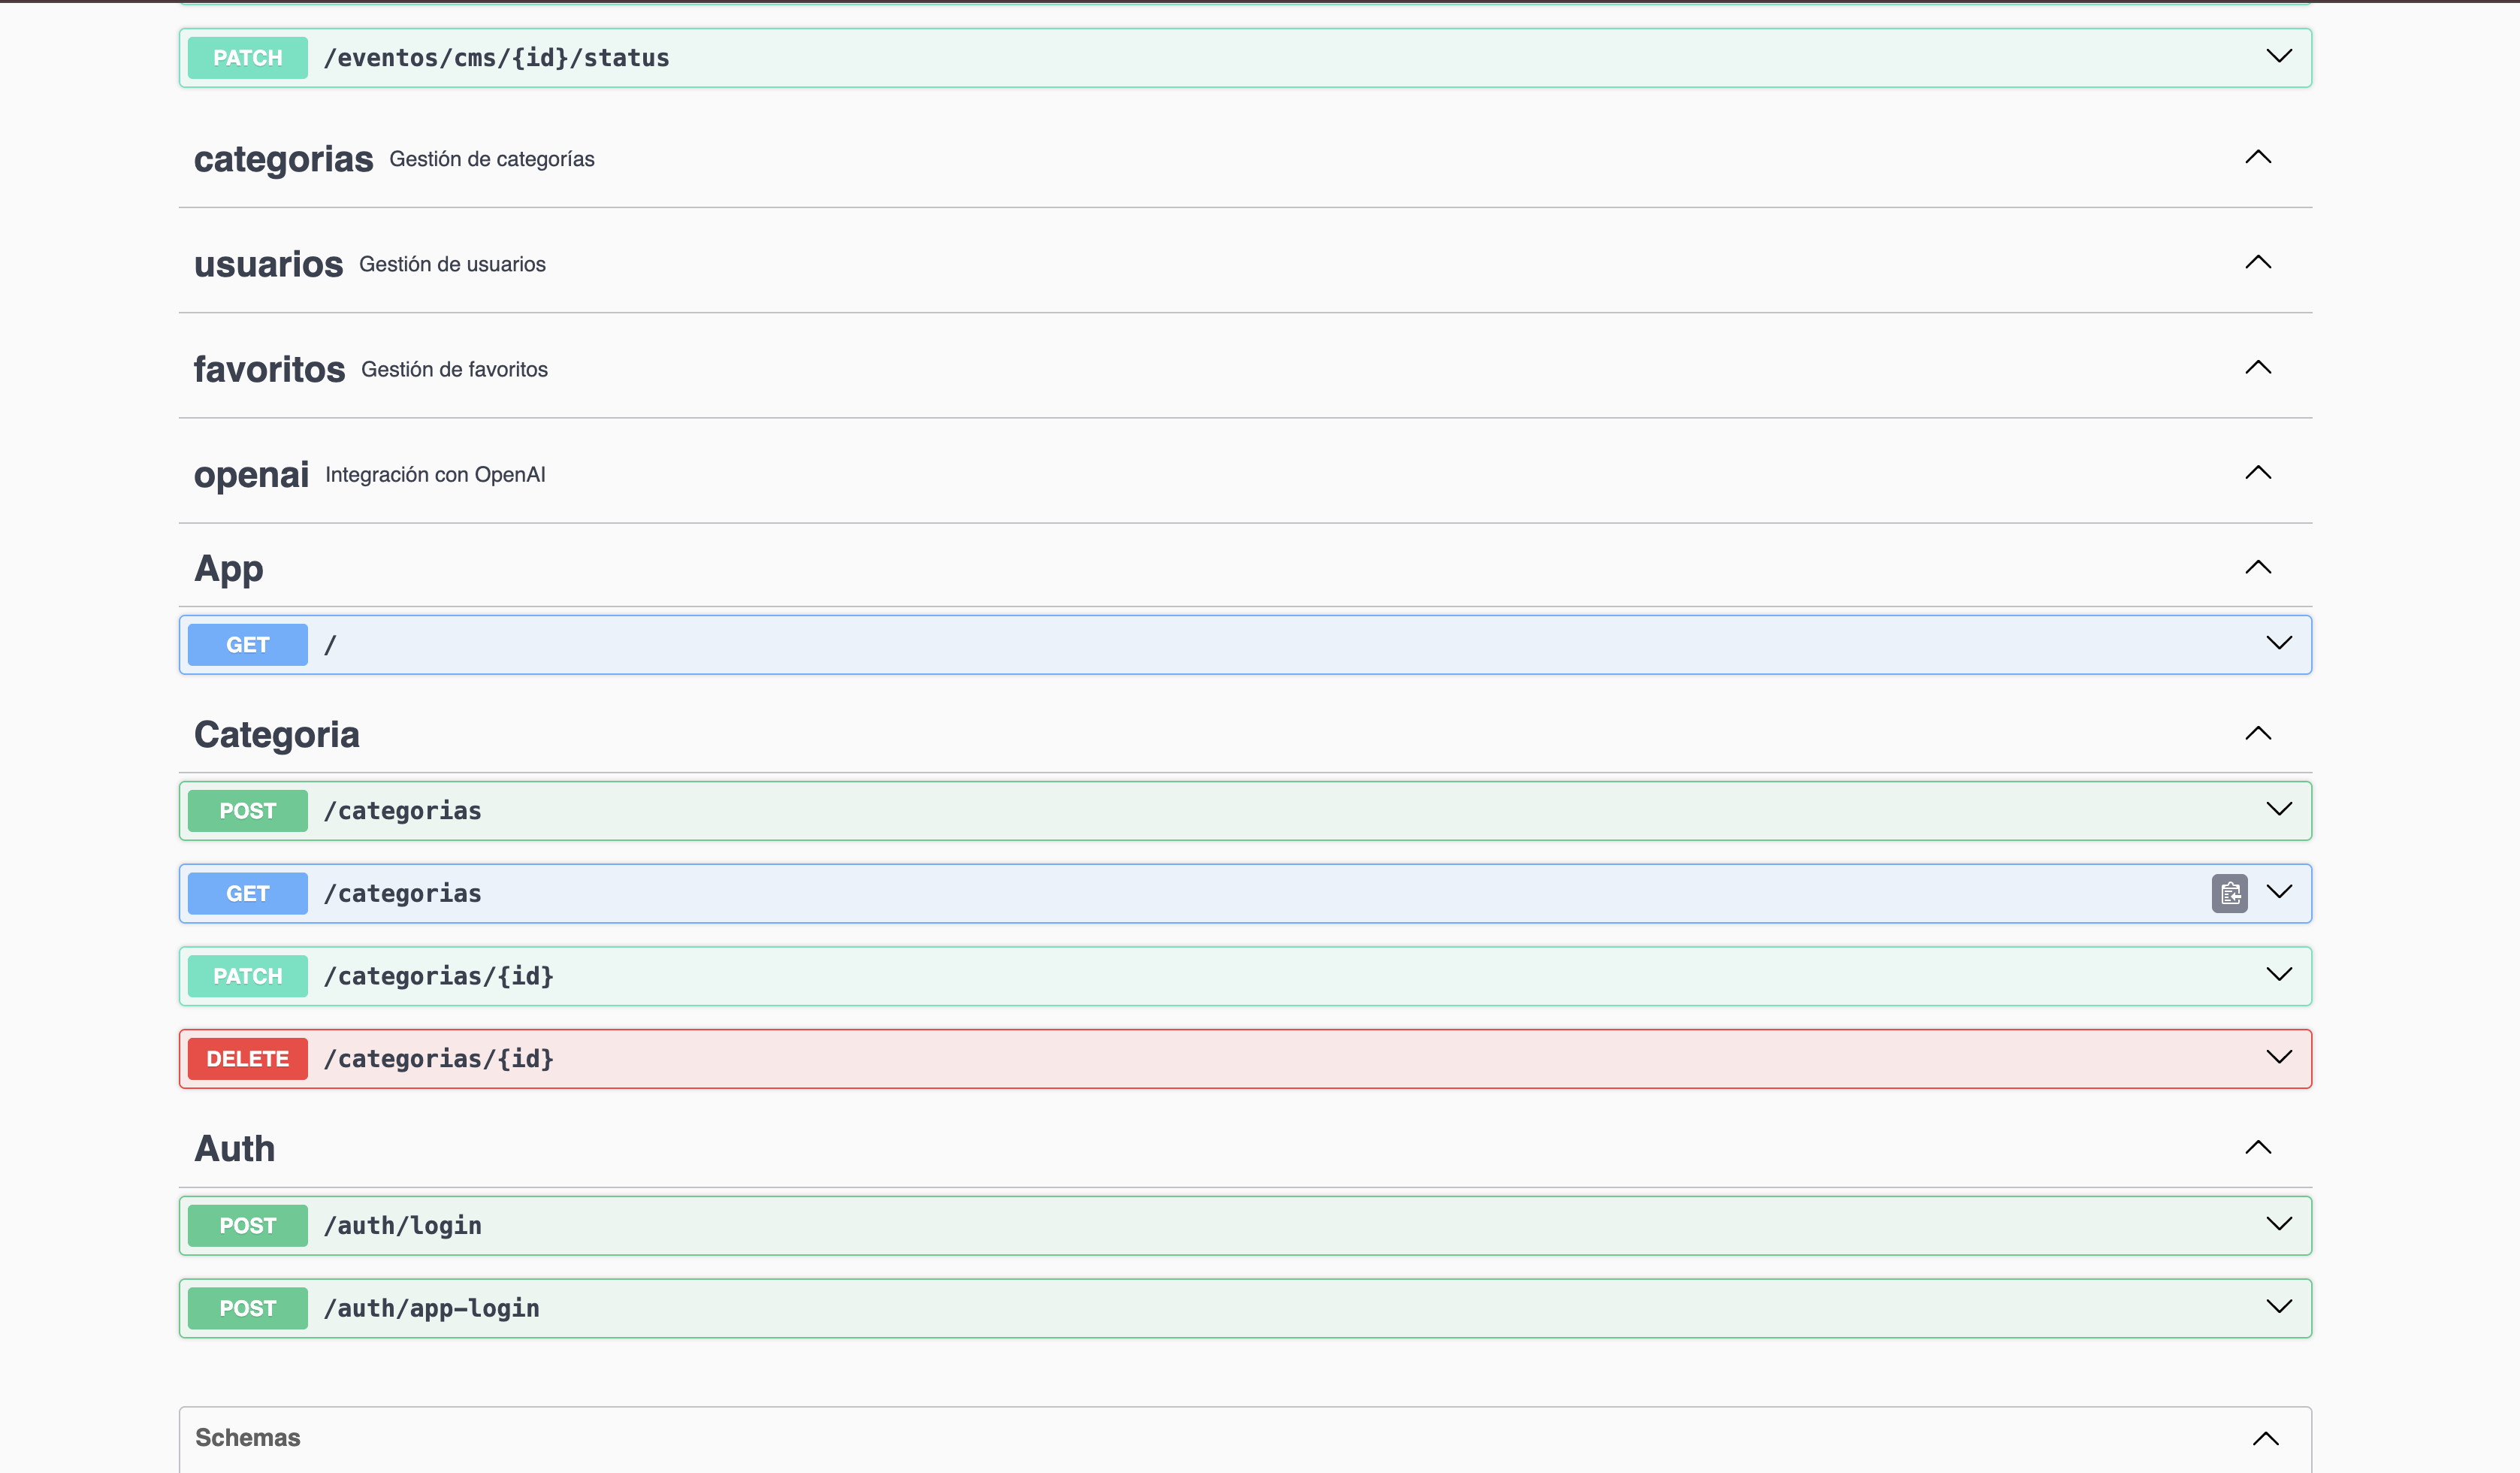 PATCH /eventos/cms/{id}/status
categorias Gestión de categorías
usuarios Gestión de usuarios
favoritos Gestión de favoritos
openai Integración con OpenAI
App
GET /
Categoria
POST /categorias
GET /categorias
PATCH /categorias/{id}
DELETE /categorias/{id}
Auth
POST /auth/login
POST /auth/app-login
Schemas